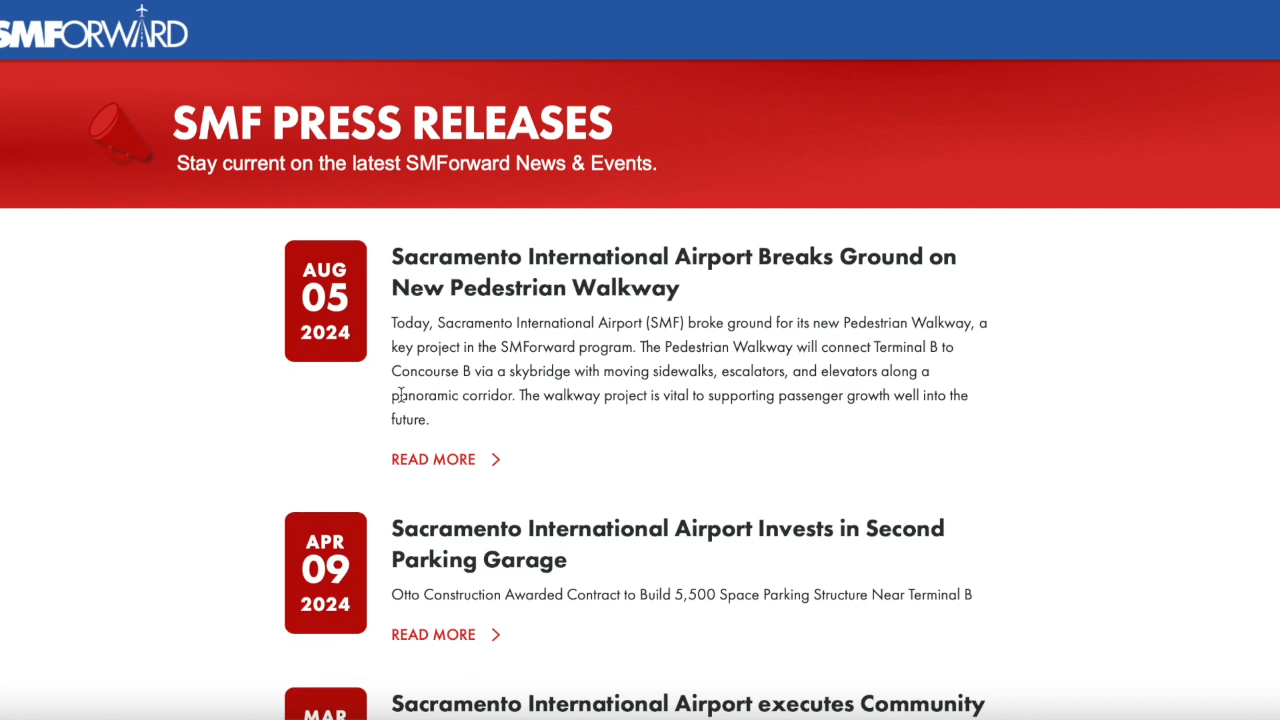 SMFORWARD
SMF PRESS RELEASES
Stay current on the latest SMForward News & Events.
AUG
05
2024
Sacramento International Airport Breaks Ground on
New Pedestrian Walkway
Today, Sacramento International Airport (SMF) broke ground for its new Pedestrian Walkway, a
key project in the SMForward program. The Pedestrian Walkway will connect Terminal B to
Concourse B via a skybridge with moving sidewalks, escalators, and elevators along a
panoramic corridor. The walkway project is vital to supporting passenger growth well into the
future.
READ MORE
APR
09
2024
Sacramento International Airport Invests in Second
Parking Garage
Otto Construction Awarded Contract to Build 5,500 Space Parking Structure Near Terminal B
READ MORE
MAR
Sacramento International Airport executes Community